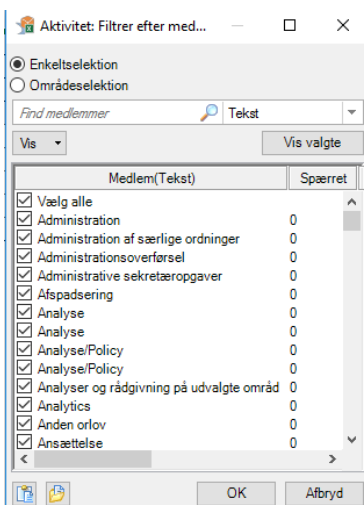 Aktivitet: Filtrer efter med...
Enkeltselektion
Områdeselektion
Find medlemmer Tekst
Vis Vis valgte
Medlem(Tekst) Spærret
Vælg alle
Administration 0
Administration af særlige ordninger 0
Administrationsoverførsel 0
Administrative sekretæropgaver 0
Afspadsering 0
Analyse 0
Analyse 0
Analyse/Policy 0
Analyse/Policy 0
Analyser og rådgivning på udvalgte områd 0
Analytics 0
Anden orlov 0
Ansættelse 0
OK Afbryd